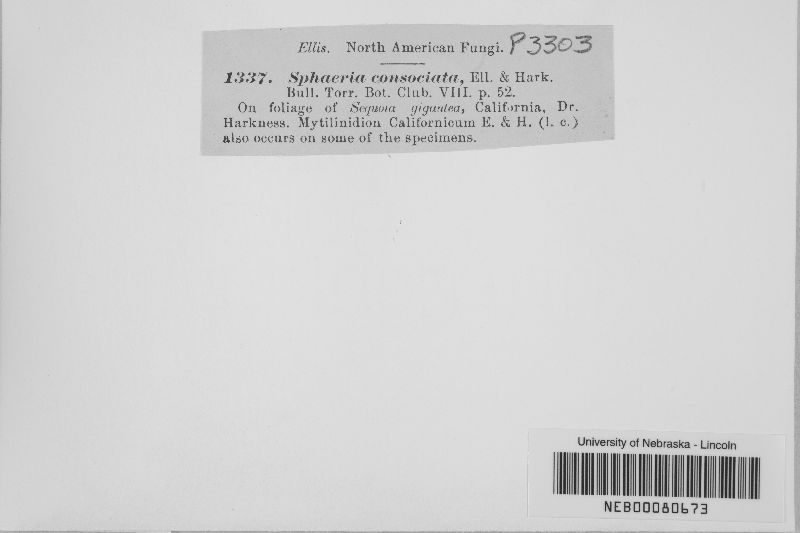 Ellis. North American Fungi. P3303
1337. Sphaeria consociata, Ell. & Hark.
Bull. Torr. Bot. Club. VIII. p. 52.
On foliage of Sequoia gigantea, California, Dr.
Harkness. Mytilinidion Californicum E. & H. (l. c.)
also occurs on some of the specimens.
University of Nebraska - Lincoln
NEB00080673